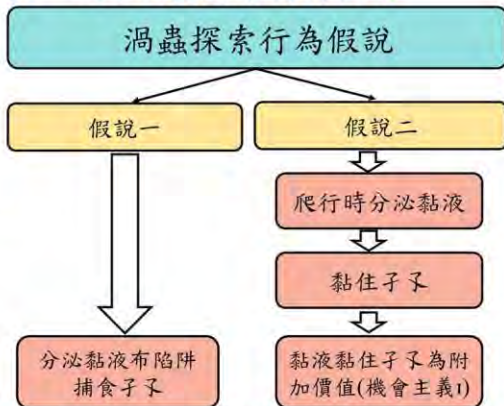 渦蟲探索行為假說
假說一
假說二
爬行時分泌黏液
黏住孑孓
分泌黏液布陷阱
捕食孑孓
黏液黏住孑孓為附
加價值(機會主義1)